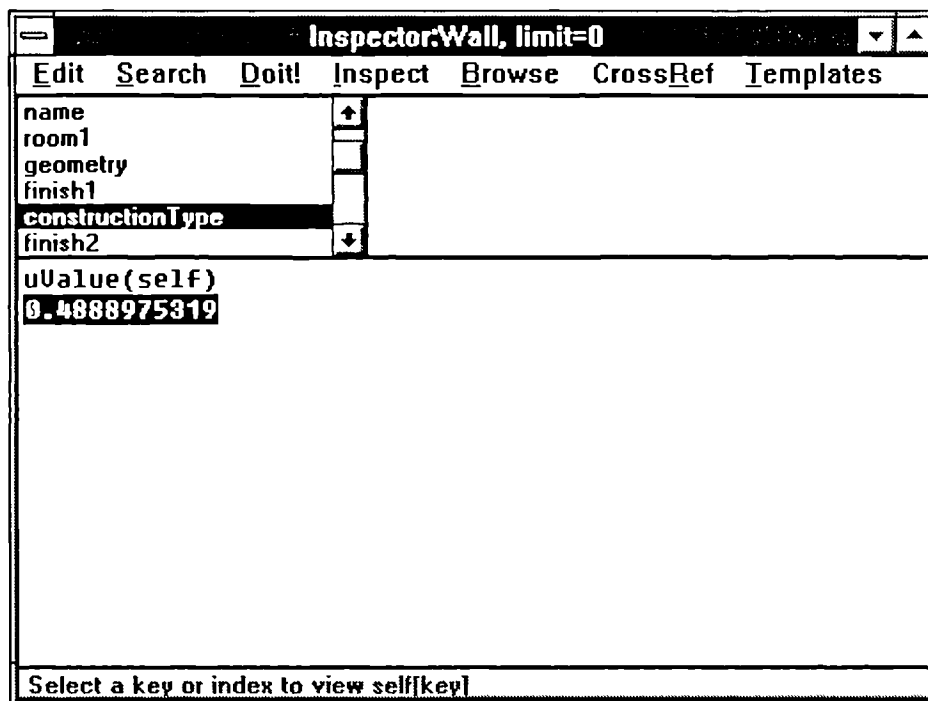 Inspector:Wall, limit=0
Edit Search Doit! Inspect Browse CrossRef Templates
name
room1
geometry
finish1
constructionType
finish2
uValue(self)
0.4888975319
Select a key or index to view self[key]